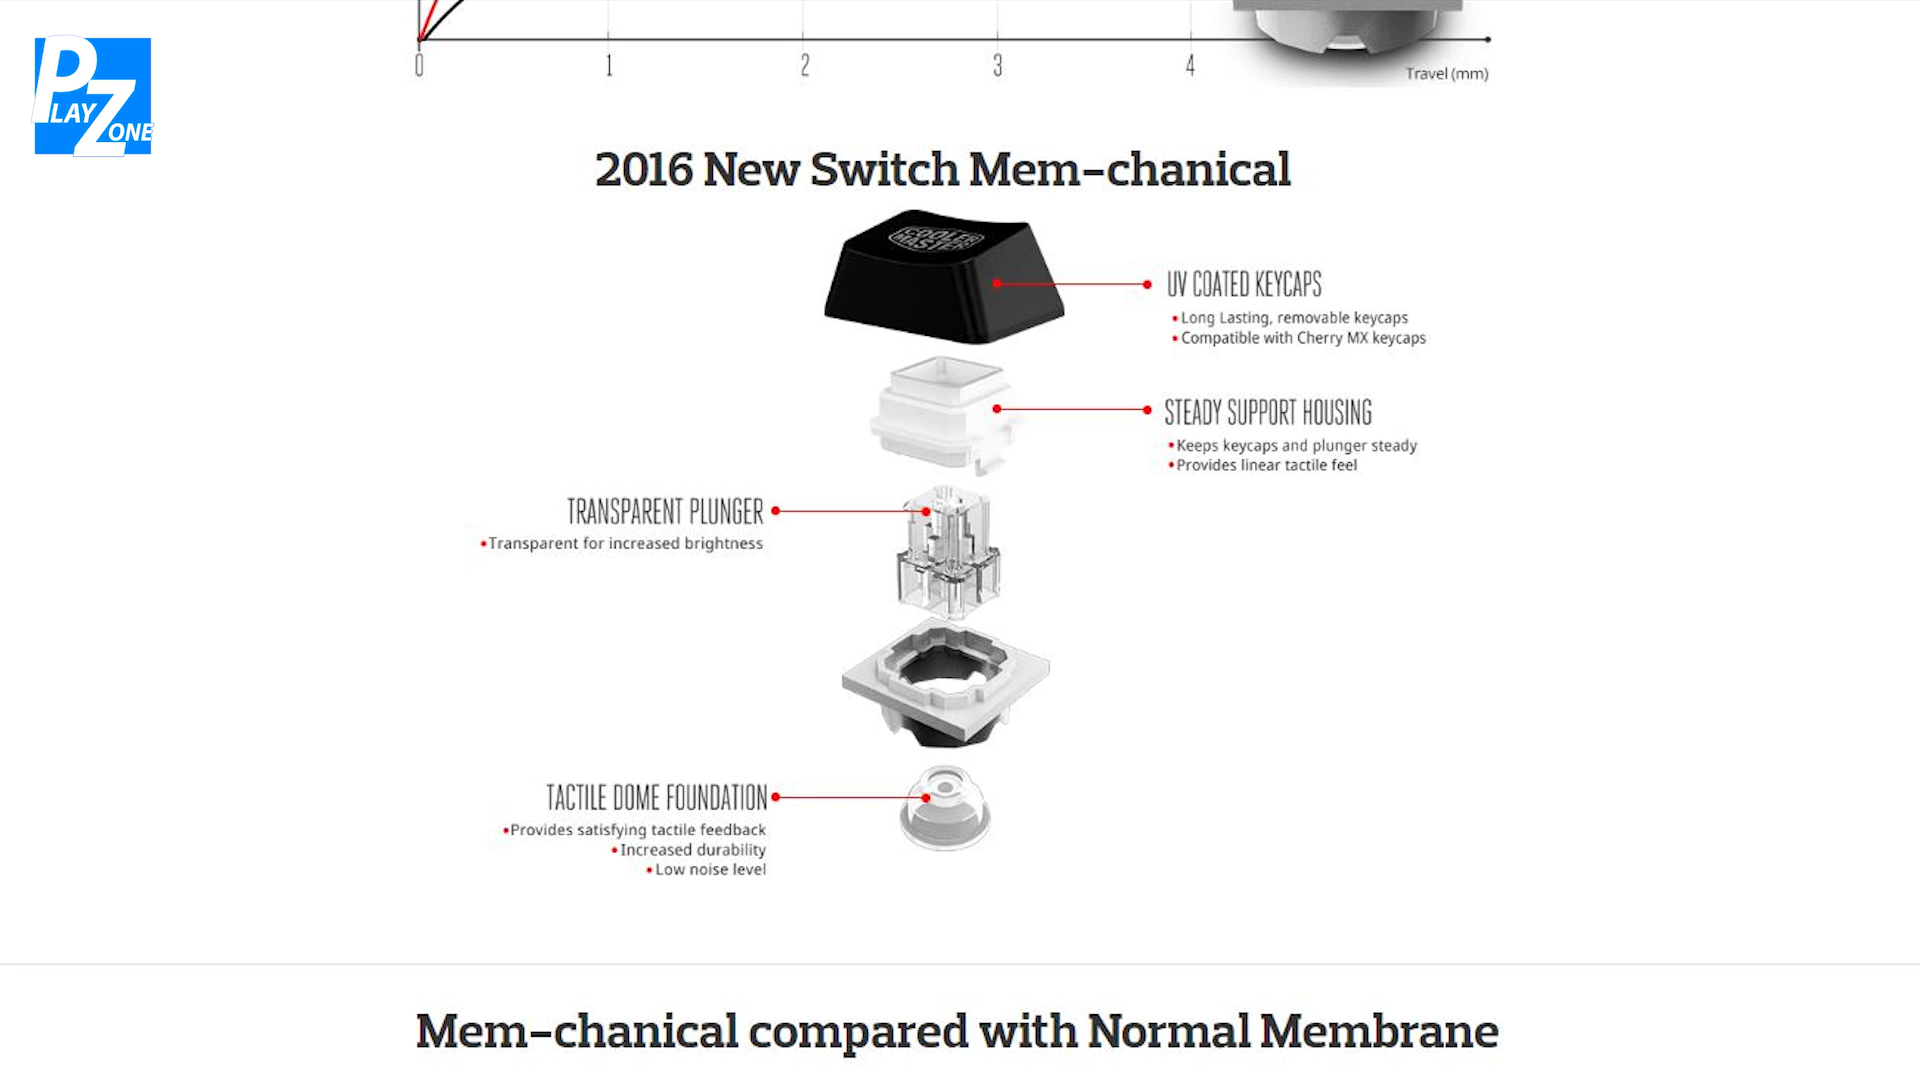 0 1 2 3 4
Travel (mm)
PLAY ZONE
2016 New Switch Mem-chanical
COOLER
MASTER
UV COATED KEYCAPS
•Long Lasting, removable keycaps
•Compatible with Cherry MX keycaps
STEADY SUPPORT HOUSING
•Keeps keycaps and plunger steady
•Provides linear tactile feel
TRANSPARENT PLUNGER
•Transparent for increased brightness
TACTILE DOME FOUNDATION
•Provides satisfying tactile feedback
•Increased durability
•Low noise level
Mem-chanical compared with Normal Membrane